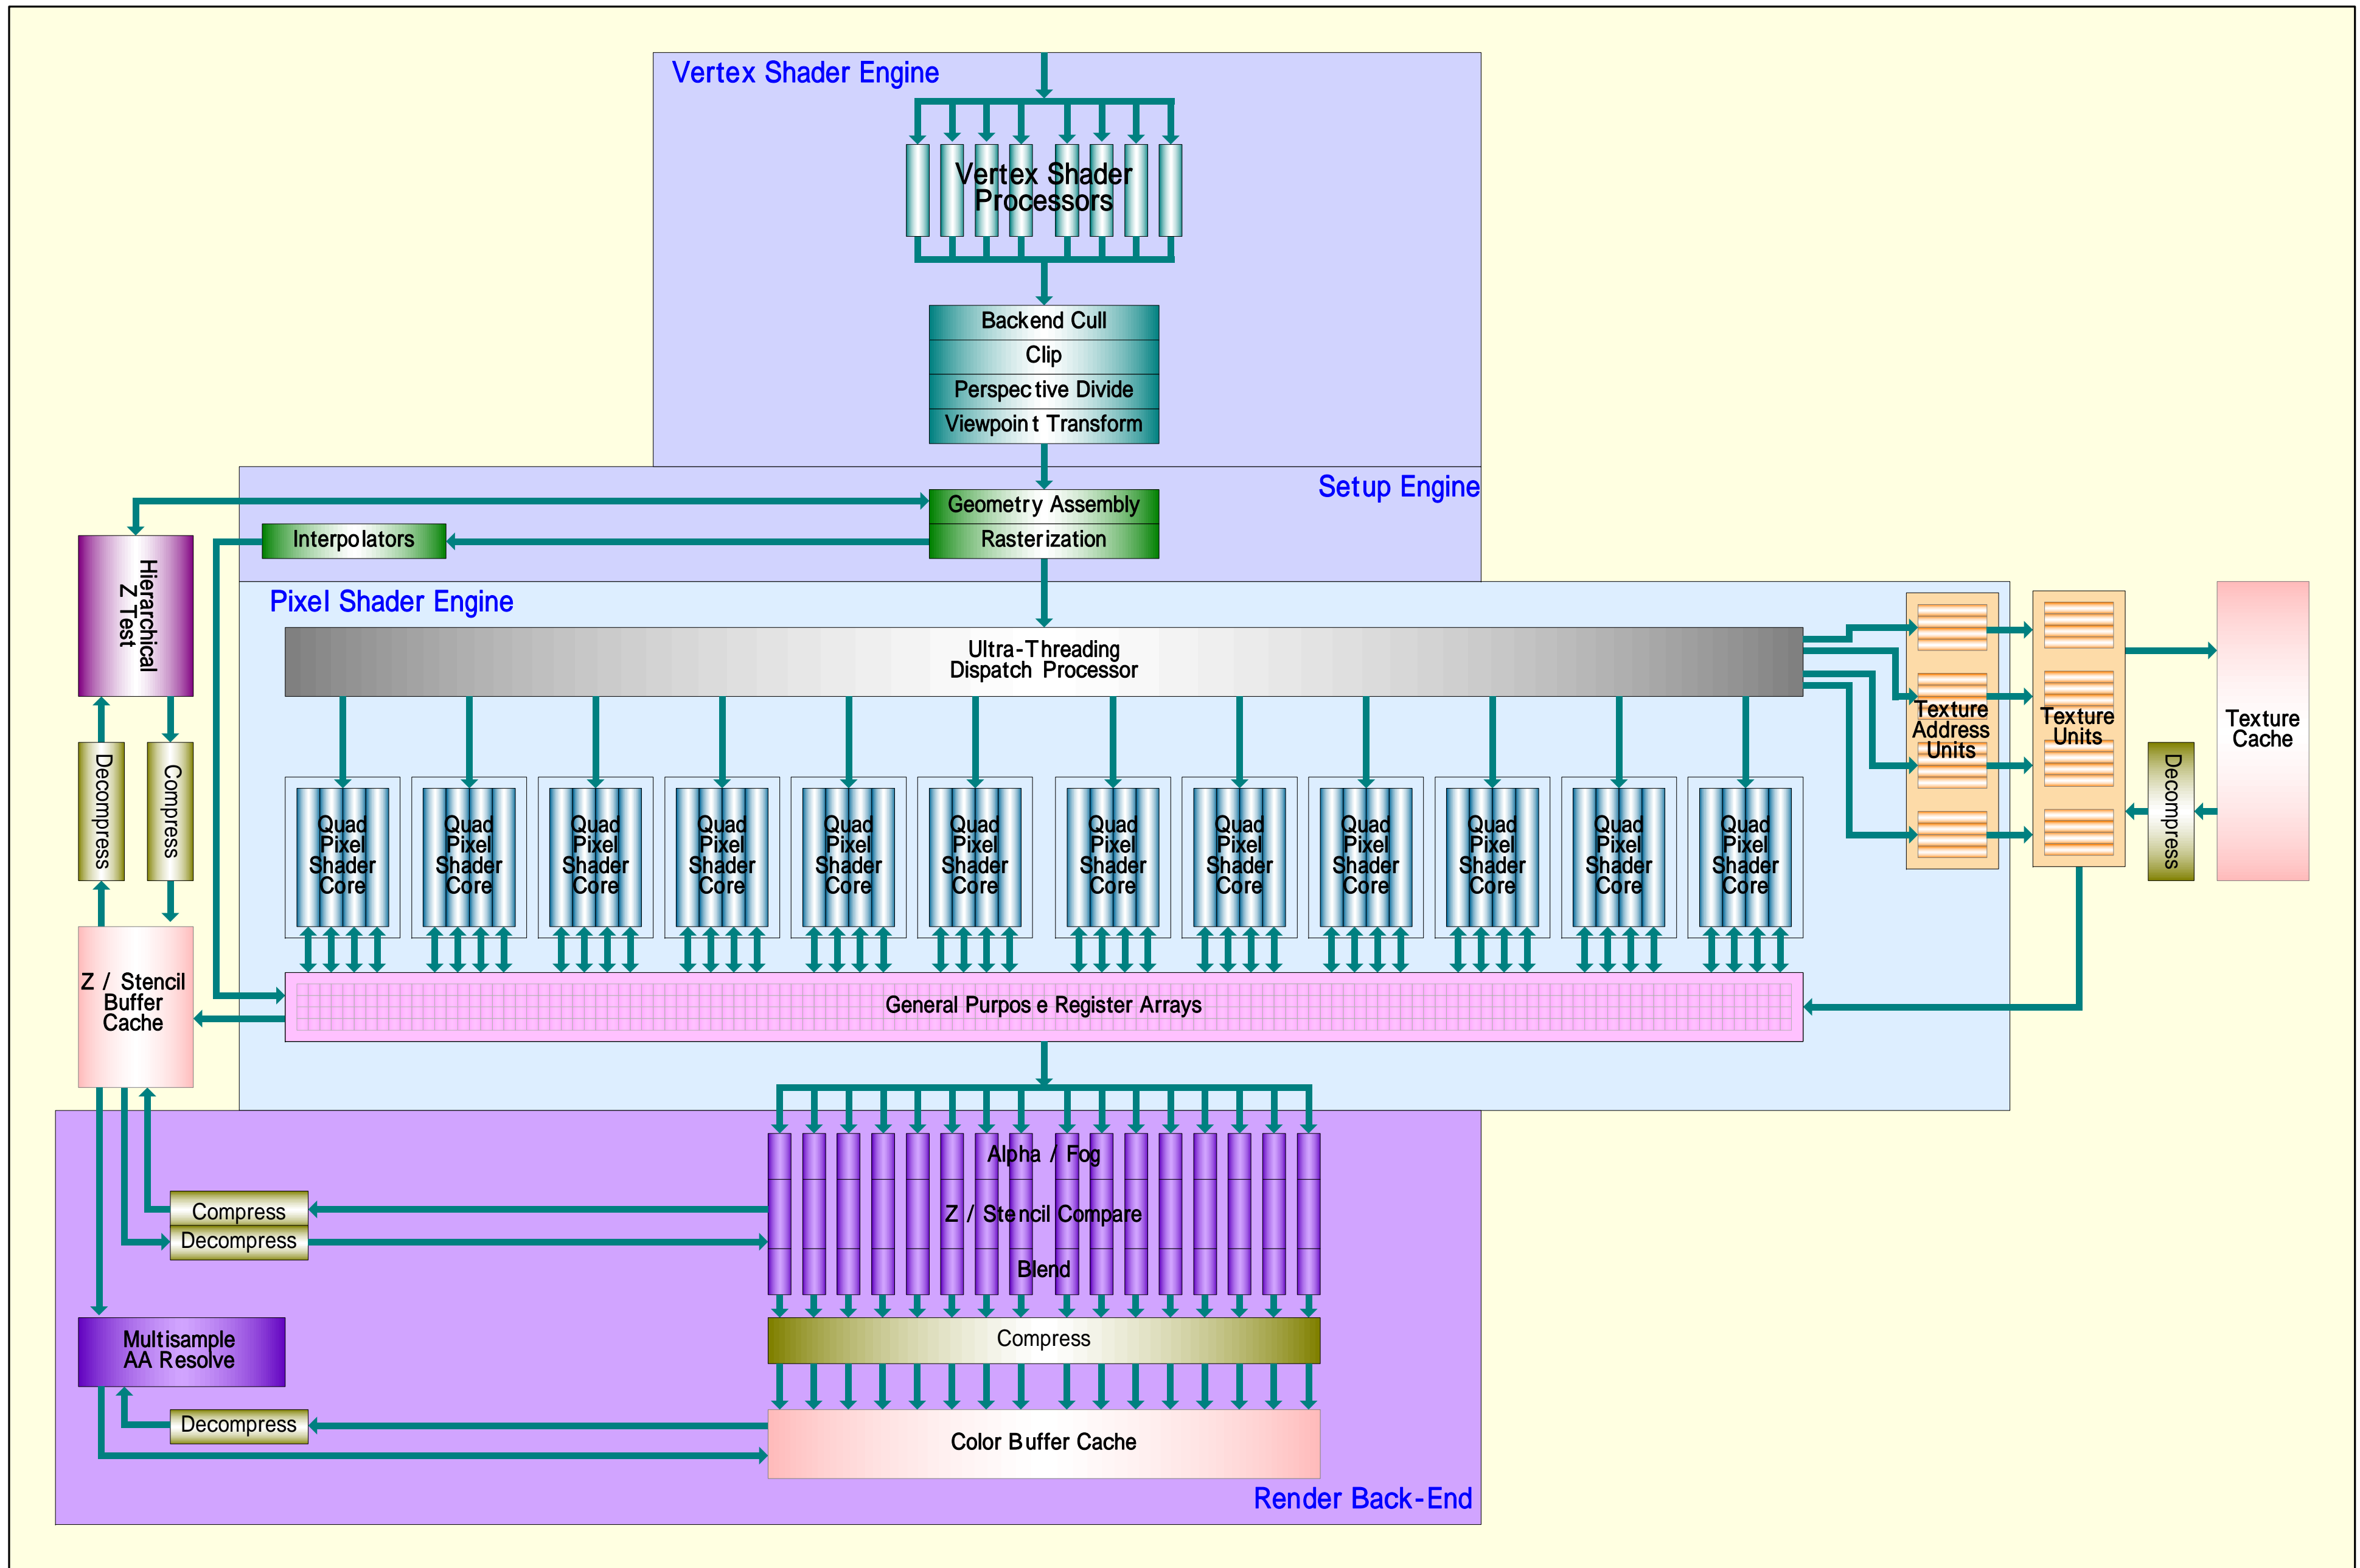 Vertex Shader Engine
Vertex Shader
Processors
Backend Cull
Clip
Perspective Divide
Viewpoint Transform
Setup Engine
Geometry Assembly
Rasterization
Interpolators
Hierarchical
Z Test
Decompress
Compress
Z / Stencil
Buffer
Cache
Pixel Shader Engine
Ultra-Threading
Dispatch Processor
Quad
Pixel
Shader
Core
Quad
Pixel
Shader
Core
Quad
Pixel
Shader
Core
Quad
Pixel
Shader
Core
Quad
Pixel
Shader
Core
Quad
Pixel
Shader
Core
Quad
Pixel
Shader
Core
Quad
Pixel
Shader
Core
Quad
Pixel
Shader
Core
Quad
Pixel
Shader
Core
Quad
Pixel
Shader
Core
Quad
Pixel
Shader
Core
Texture
Address
Units
Texture
Units
Decompress
Texture
Cache
General Purpose Register Arrays
Alpha / Fog
Z / Stencil Compare
Blend
Compress
Decompress
Multisample
AA Resolve
Compress
Decompress
Color Buffer Cache
Render Back-End